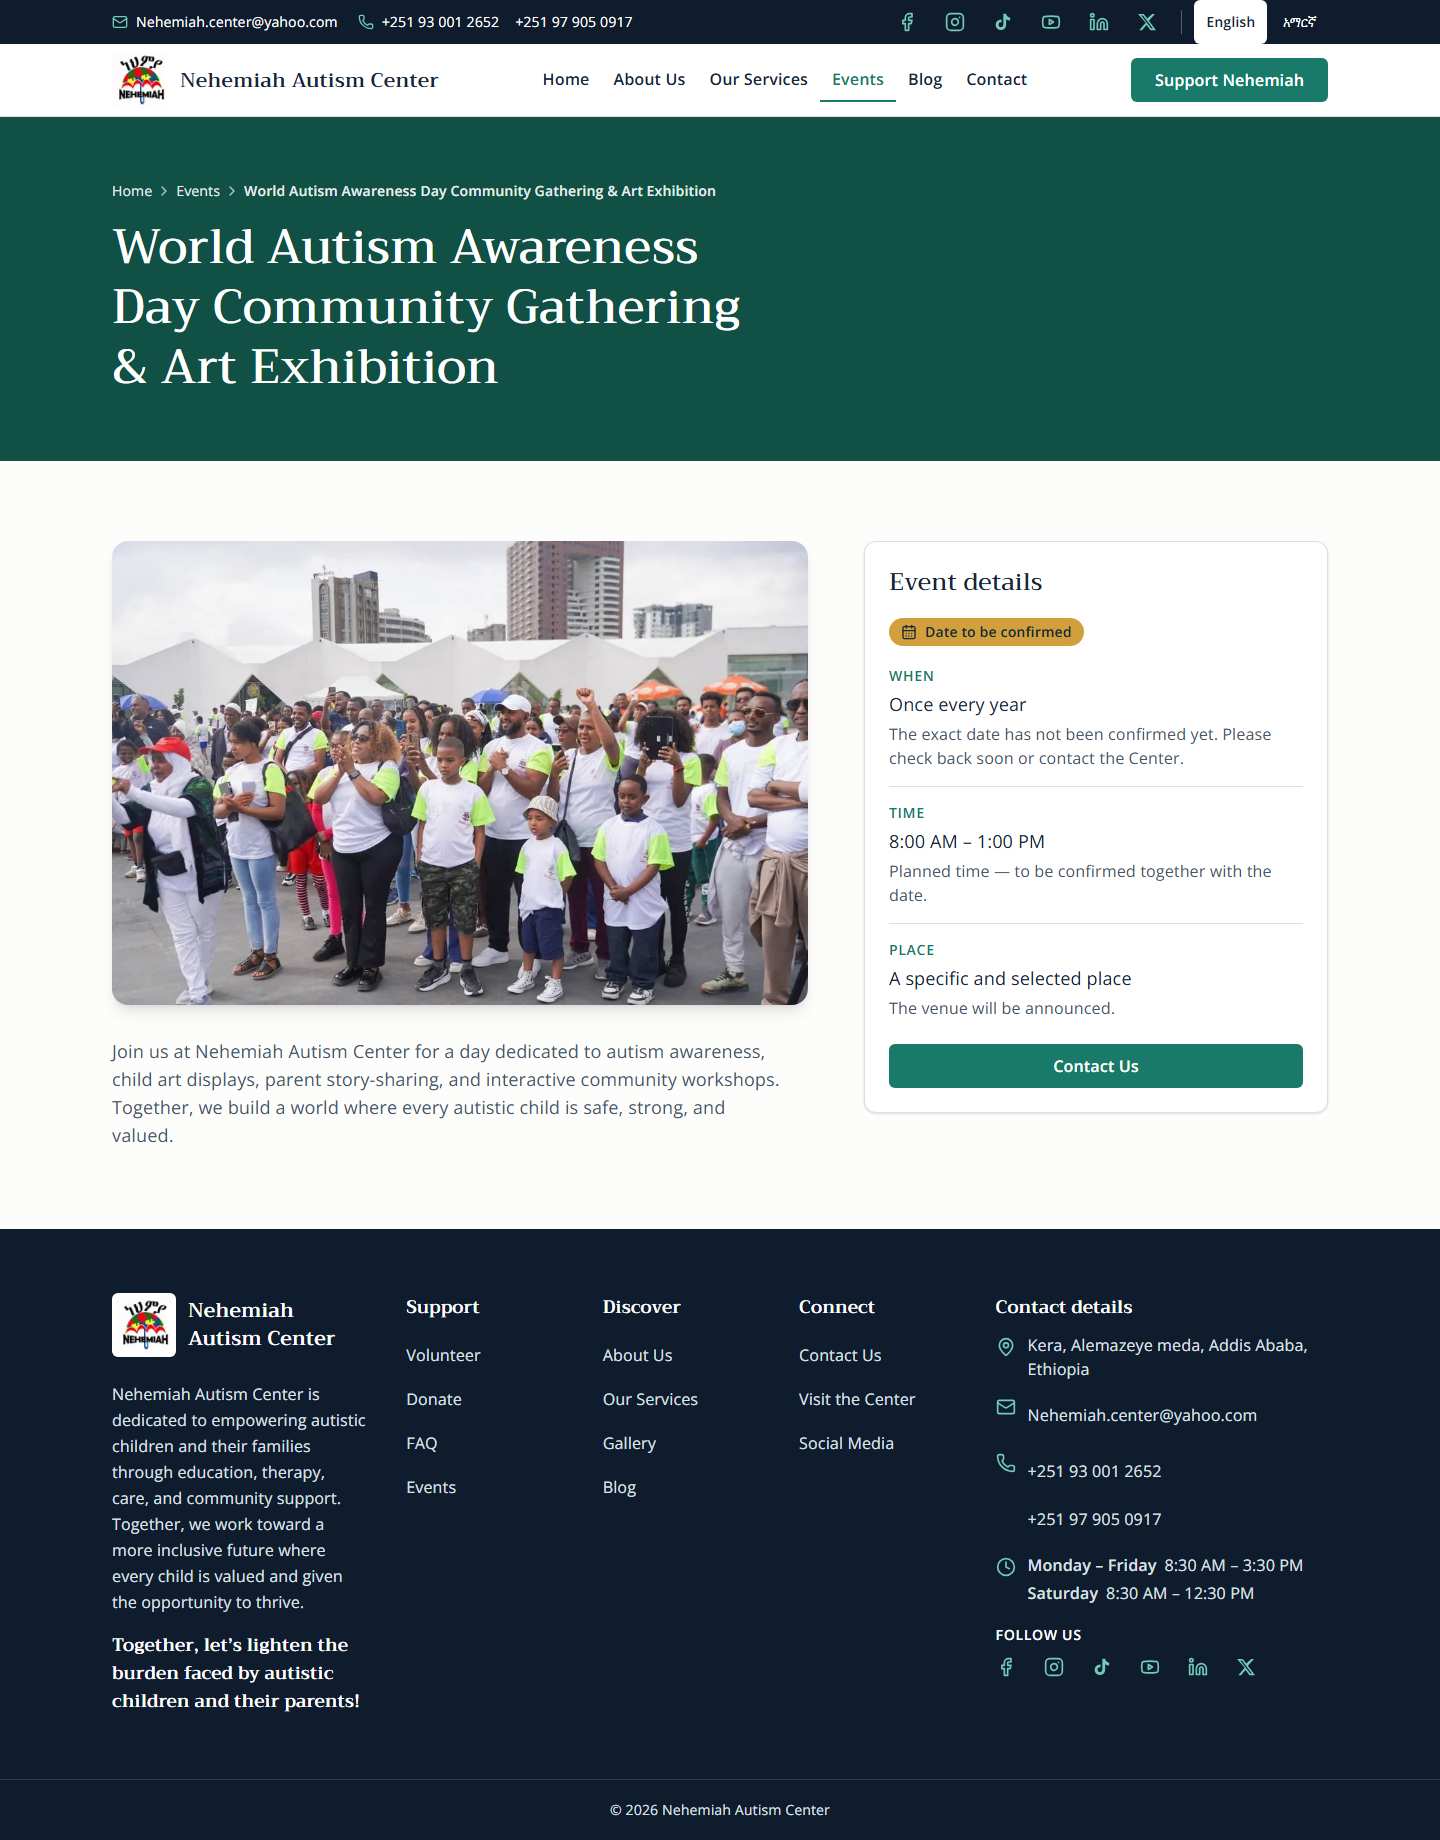 Nehemiah.center@yahoo.com +251 93 001 2652 +251 97 905 0917 English አማርኛ
ነህምያ
NEHEMIAH
Nehemiah Autism Center Home About Us Our Services Events Blog Contact Support Nehemiah
Home > Events > World Autism Awareness Day Community Gathering & Art Exhibition
World Autism Awareness
Day Community Gathering
& Art Exhibition
Event details
Date to be confirmed
WHEN
Once every year
The exact date has not been confirmed yet. Please
check back soon or contact the Center.
TIME
8:00 AM – 1:00 PM
Planned time — to be confirmed together with the
date.
PLACE
A specific and selected place
The venue will be announced.
Contact Us
Join us at Nehemiah Autism Center for a day dedicated to autism awareness,
child art displays, parent story-sharing, and interactive community workshops.
Together, we build a world where every autistic child is safe, strong, and
valued.
ነህምያ
NEHEMIAH
Nehemiah
Autism Center
Nehemiah Autism Center is
dedicated to empowering autistic
children and their families
through education, therapy,
care, and community support.
Together, we work toward a
more inclusive future where
every child is valued and given
the opportunity to thrive.
Together, let’s lighten the
burden faced by autistic
children and their parents!
Support
Volunteer
Donate
FAQ
Events
Discover
About Us
Our Services
Gallery
Blog
Connect
Contact Us
Visit the Center
Social Media
Contact details
Kera, Alemazeye meda, Addis Ababa,
Ethiopia
Nehemiah.center@yahoo.com
+251 93 001 2652
+251 97 905 0917
Monday – Friday 8:30 AM – 3:30 PM
Saturday 8:30 AM – 12:30 PM
FOLLOW US
© 2026 Nehemiah Autism Center